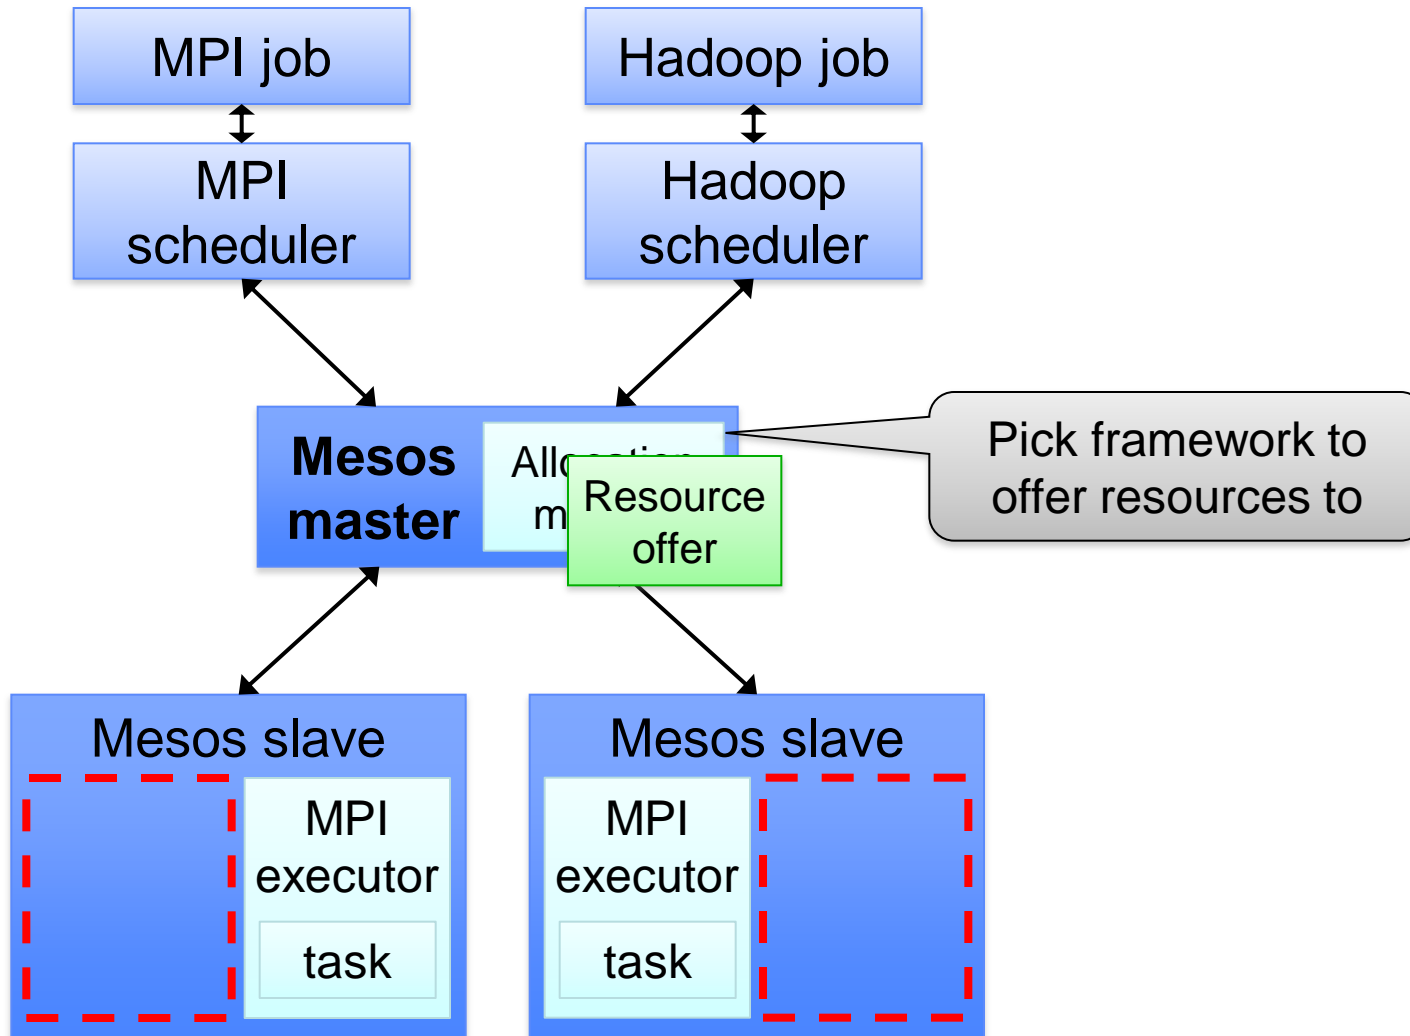 MPI job
Hadoop job
MPI
scheduler
Hadoop
scheduler
Mesos
master
Resource
offer
Pick framework to
offer resources to
Mesos slave
MPI
executor
task
Mesos slave
MPI
executor
task